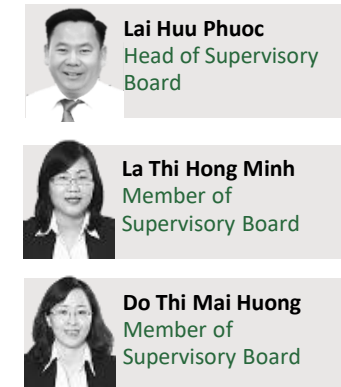 Lai Huu Phuoc
Head of Supervisory
Board
La Thi Hong Minh
Member of
Supervisory Board
Do Thi Mai Huong
Member of
Supervisory Board